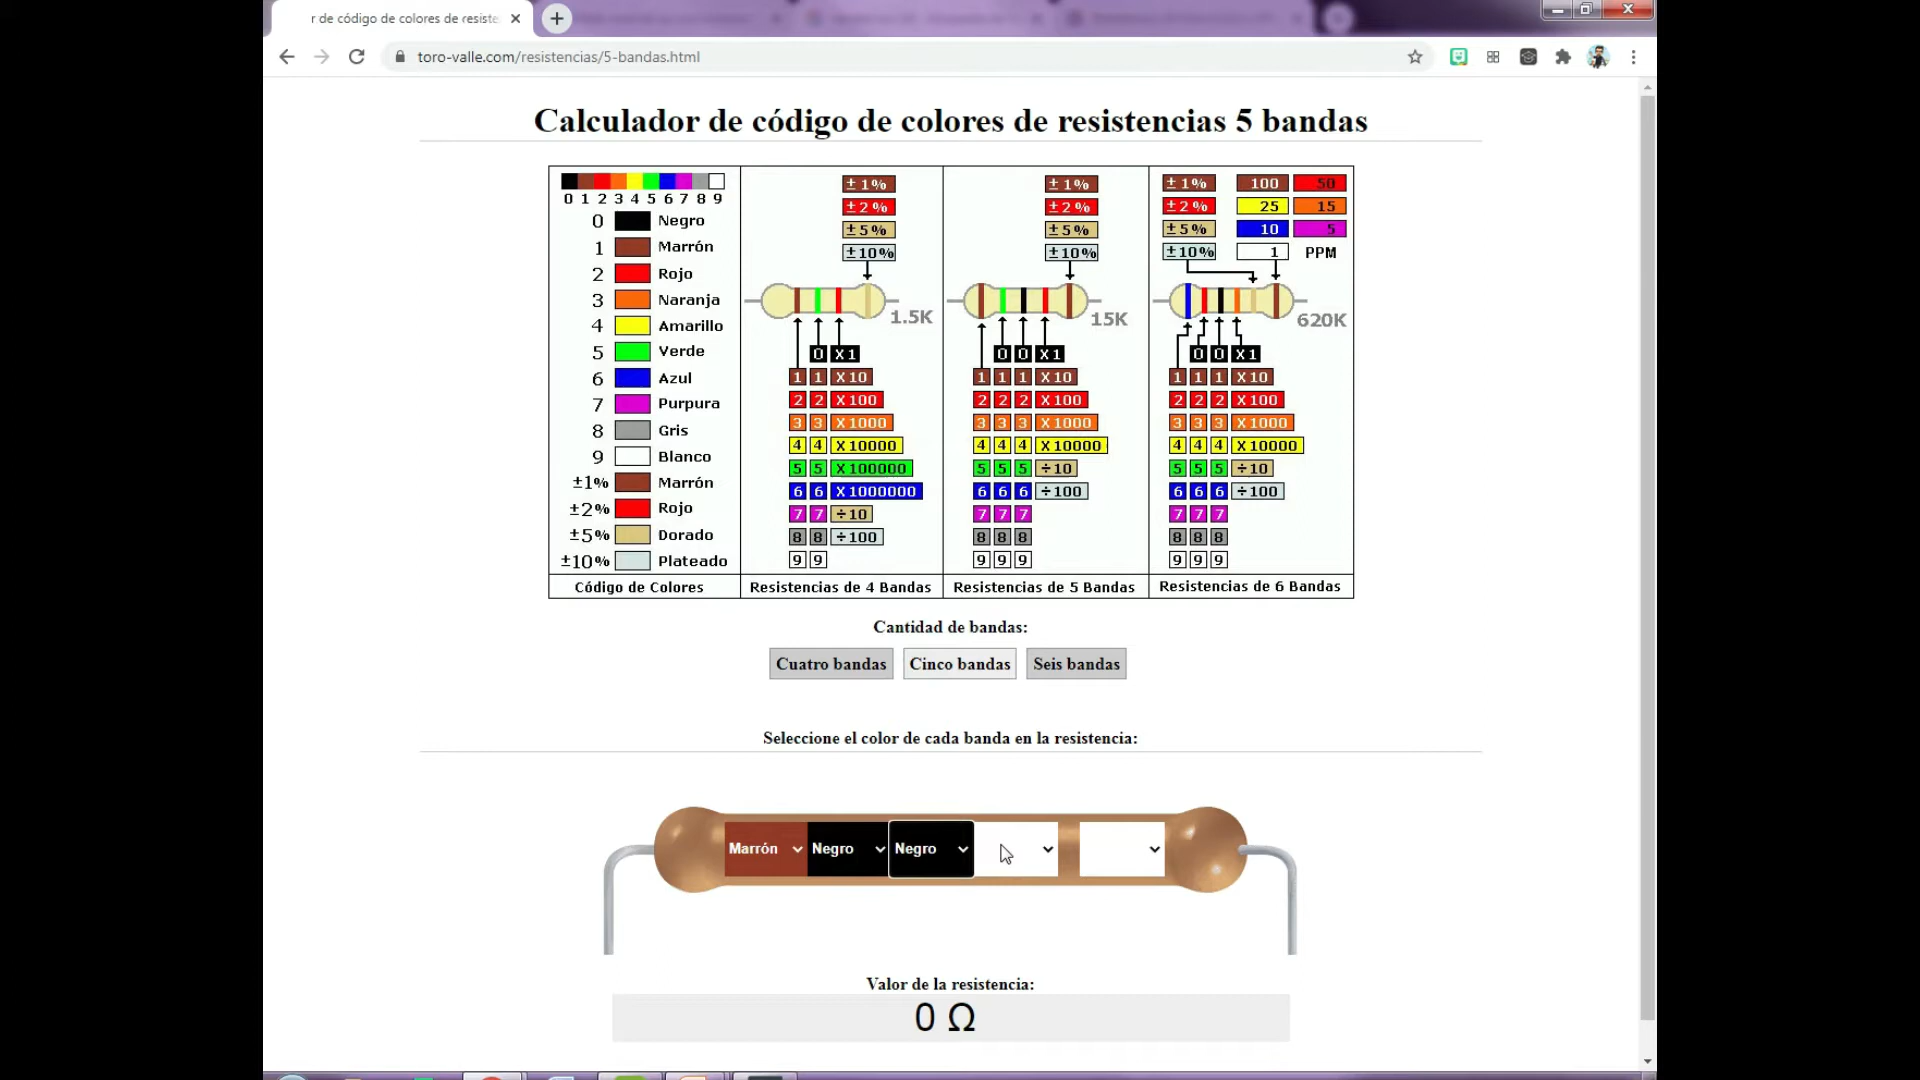 r de código de colores de resiste
toro-valle.com/resistencias/5-bandas.html
Calculador de código de colores de resistencias 5 bandas
0 1 2 3 4 5 6 7 8 9
0 Negro
1 Marrón
2 Rojo
3 Naranja
4 Amarillo
5 Verde
6 Azul
7 Purpura
8 Gris
9 Blanco
±1% Marrón
±2% Rojo
±5% Dorado
±10% Plateado
Código de Colores
±1%
±2%
±5%
±10%
1.5K
0 X1
1 1 X10
2 2 X100
3 3 X1000
4 4 X10000
5 5 X100000
6 6 X1000000
7 7 ÷10
8 8 ÷100
9 9
Resistencias de 4 Bandas
±1%
±2%
±5%
±10%
15K
0 0 X1
1 1 1 X10
2 2 2 X100
3 3 3 X1000
4 4 4 X10000
5 5 5 ÷10
6 6 6 ÷100
7 7 7
8 8 8
9 9 9
Resistencias de 5 Bandas
±1% 100 50
±2% 25 15
±5% 10 5
±10% 1 PPM
620K
0 0 X1
1 1 1 X10
2 2 2 X100
3 3 3 X1000
4 4 4 X10000
5 5 5 ÷10
6 6 6 ÷100
7 7 7
8 8 8
9 9 9
Resistencias de 6 Bandas
Cantidad de bandas:
Cuatro bandas Cinco bandas Seis bandas
Seleccione el color de cada banda en la resistencia:
Marrón Negro Negro
Valor de la resistencia:
0 Ω